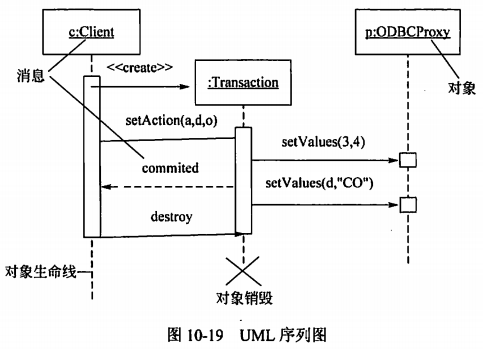 c:Client
p:ODBCProxy
消息
<<create>>
:Transaction
对象
setAction(a,d,o)
setValues(3,4)
commited
setValues(d,"CO")
destroy
对象生命线
对象销毁
图 10-19 UML 序列图